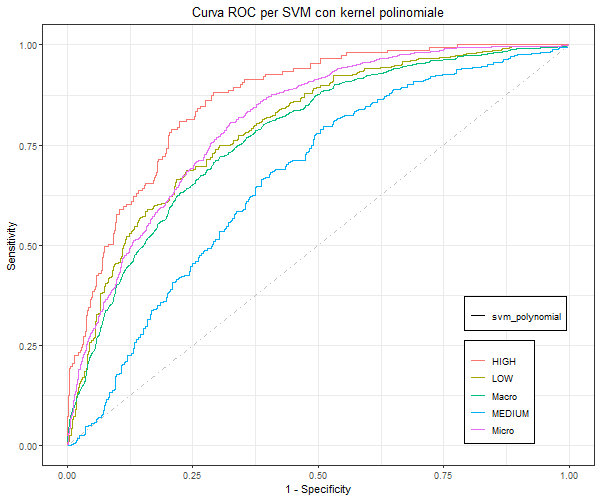 Curva ROC per SVM con kernel polinomiale
1.00
0.75
0.50
0.25
0.00
Sensitivity
svm_polynomial
HIGH
LOW
Macro
MEDIUM
Micro
0.00 0.25 0.50 0.75 1.00
1 - Specificity